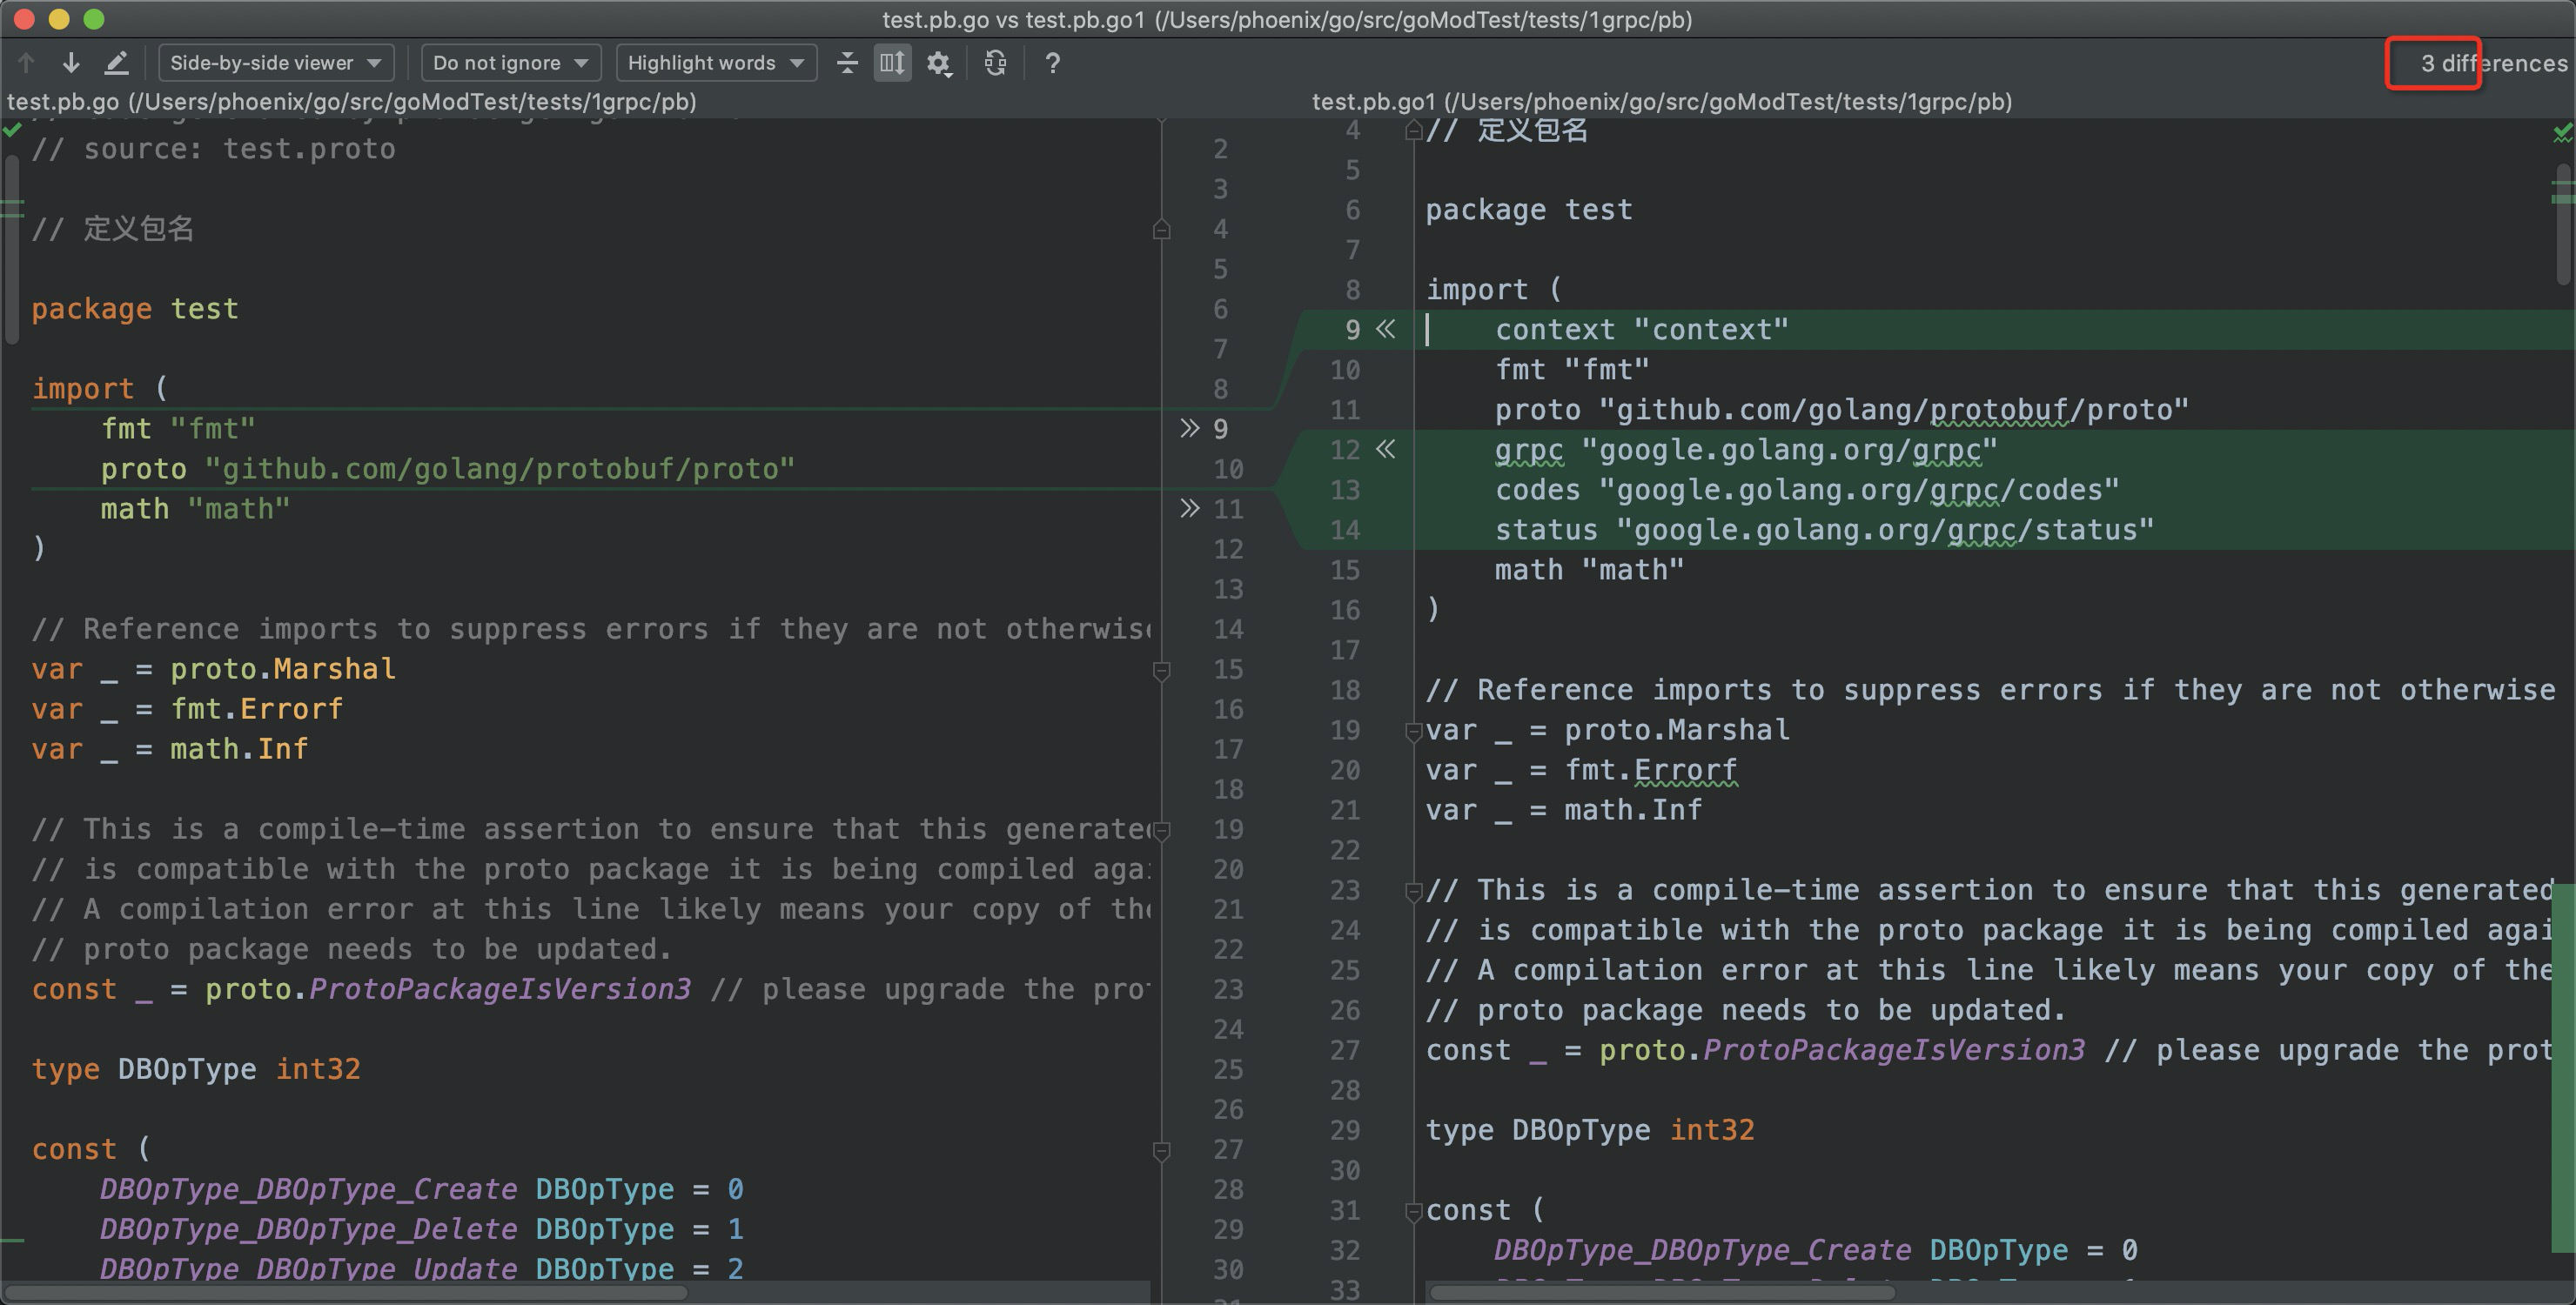 test.pb.go vs test.pb.go1 (/Users/phoenix/go/src/goModTest/tests/1grpc/pb)
Side-by-side viewer Do not ignore Highlight words ? 3 differences
test.pb.go (/Users/phoenix/go/src/goModTest/tests/1grpc/pb)
// source: test.proto 2
3
// 定义包名 4
5
package test 6
7
import ( 8
fmt "fmt" 9
proto "github.com/golang/protobuf/proto" 10
math "math" 11
) 12
13
// Reference imports to suppress errors if they are not otherwise 14
var _ = proto.Marshal 15
var _ = fmt.Errorf 16
var _ = math.Inf 17
18
// This is a compile-time assertion to ensure that this generated 19
// is compatible with the proto package it is being compiled agai 20
// A compilation error at this line likely means your copy of the 21
// proto package needs to be updated. 22
const _ = proto.ProtoPackageIsVersion3 // please upgrade the prot 23
24
type DBOpType int32 25
26
const ( 27
DBOpType_DBOpType_Create DBOpType = 0 28
DBOpType_DBOpType_Delete DBOpType = 1 29
DBOpType_DBOpType_Update DBOpType = 2 30
test.pb.go1 (/Users/phoenix/go/src/goModTest/tests/1grpc/pb)
4 // 定义包名
5
6 package test
7
8 import (
9 context "context"
10 fmt "fmt"
11 proto "github.com/golang/protobuf/proto"
12 grpc "google.golang.org/grpc"
13 codes "google.golang.org/grpc/codes"
14 status "google.golang.org/grpc/status"
15 math "math"
16 )
17
18 // Reference imports to suppress errors if they are not otherwise
19 var _ = proto.Marshal
20 var _ = fmt.Errorf
21 var _ = math.Inf
22
23 // This is a compile-time assertion to ensure that this generated
24 // is compatible with the proto package it is being compiled agai
25 // A compilation error at this line likely means your copy of the
26 // proto package needs to be updated.
27 const _ = proto.ProtoPackageIsVersion3 // please upgrade the prot
28
29 type DBOpType int32
30
31 const (
32 DBOpType_DBOpType_Create DBOpType = 0
33